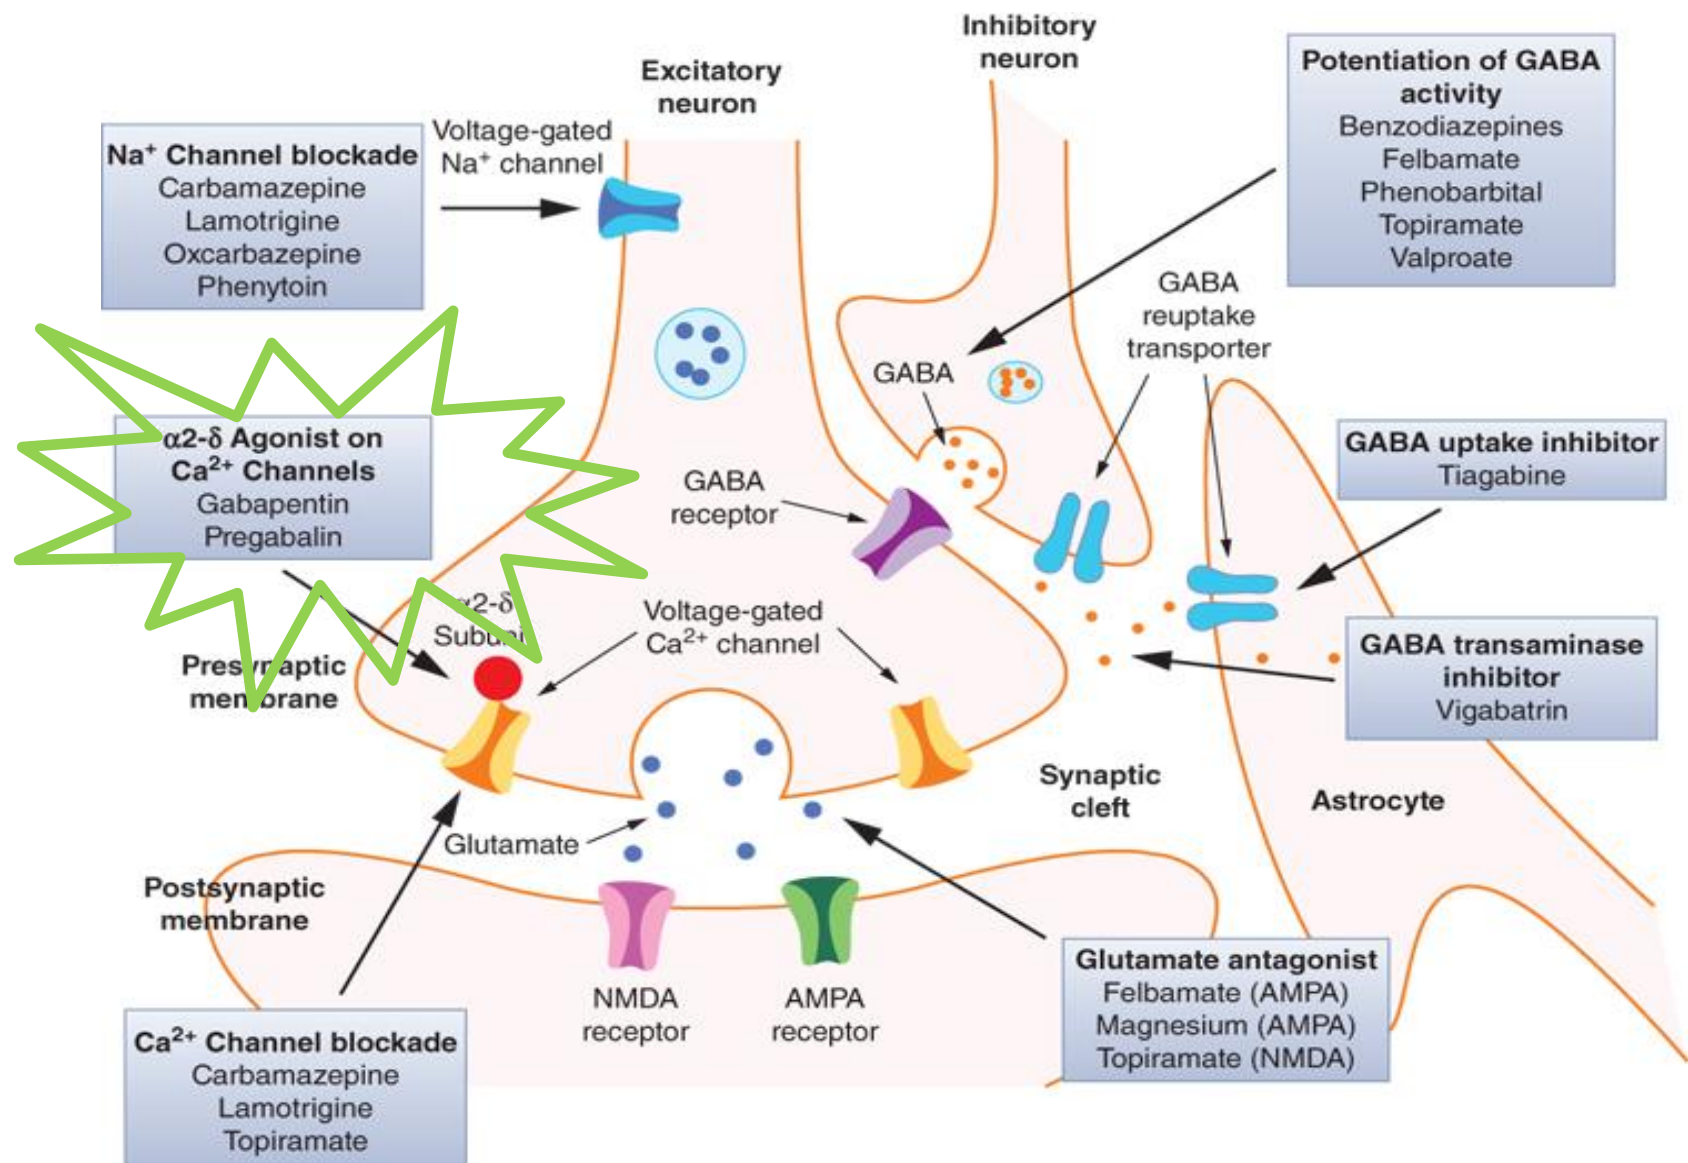 Excitatory
neuron
Inhibitory
neuron
Na⁺ Channel blockade
Carbamazepine
Lamotrigine
Oxcarbazepine
Phenytoin
Voltage-gated
Na⁺ channel
Potentiation of GABA
activity
Benzodiazepines
Felbamate
Phenobarbital
Topiramate
Valproate
GABA
reuptake
transporter
GABA
α2-δ Agonist on
Ca²⁺ Channels
Gabapentin
Pregabalin
GABA
receptor
GABA uptake inhibitor
Tiagabine
α2-δ
Subuni
Voltage-gated
Ca²⁺ channel
GABA transaminase
inhibitor
Vigabatrin
Presynaptic
membrane
Synaptic
cleft
Astrocyte
Glutamate
Postsynaptic
membrane
NMDA
receptor
AMPA
receptor
Glutamate antagonist
Felbamate (AMPA)
Magnesium (AMPA)
Topiramate (NMDA)
Ca²⁺ Channel blockade
Carbamazepine
Lamotrigine
Topiramate